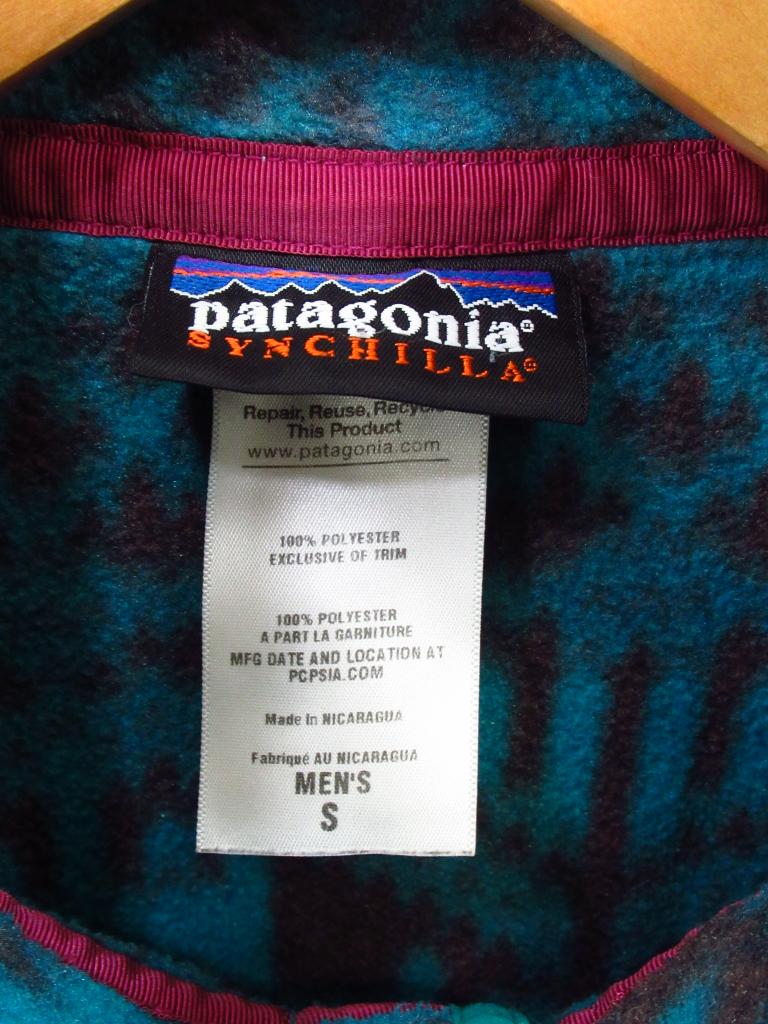 patagonia®
SYNCHILLA®
Repair, Reuse, Recycle
This Product
www.patagonia.com
100% POLYESTER
EXCLUSIVE OF TRIM
100% POLYESTER
A PART LA GARNITURE
MFG DATE AND LOCATION AT
PCPSIA.COM
Made in NICARAGUA
Fabriqué AU NICARAGUA
MEN'S
S